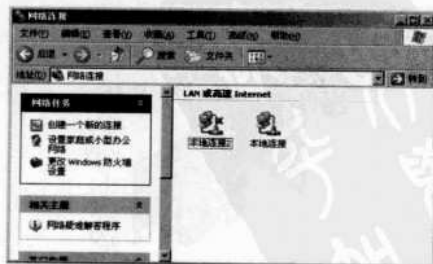 网络连接
文件(F) 编辑(E) 查看(V) 收藏(A) 工具(T) 高级(N) 帮助(H)
后退 搜索 文件夹
地址(D) 网络连接 转到
网络任务
创建一个新的连接
设置家庭或小型办公
网络
更改 Windows 防火墙
设置
相关主题
网络疑难解答程序
LAN 或高速 Internet
本地连接2 本地连接